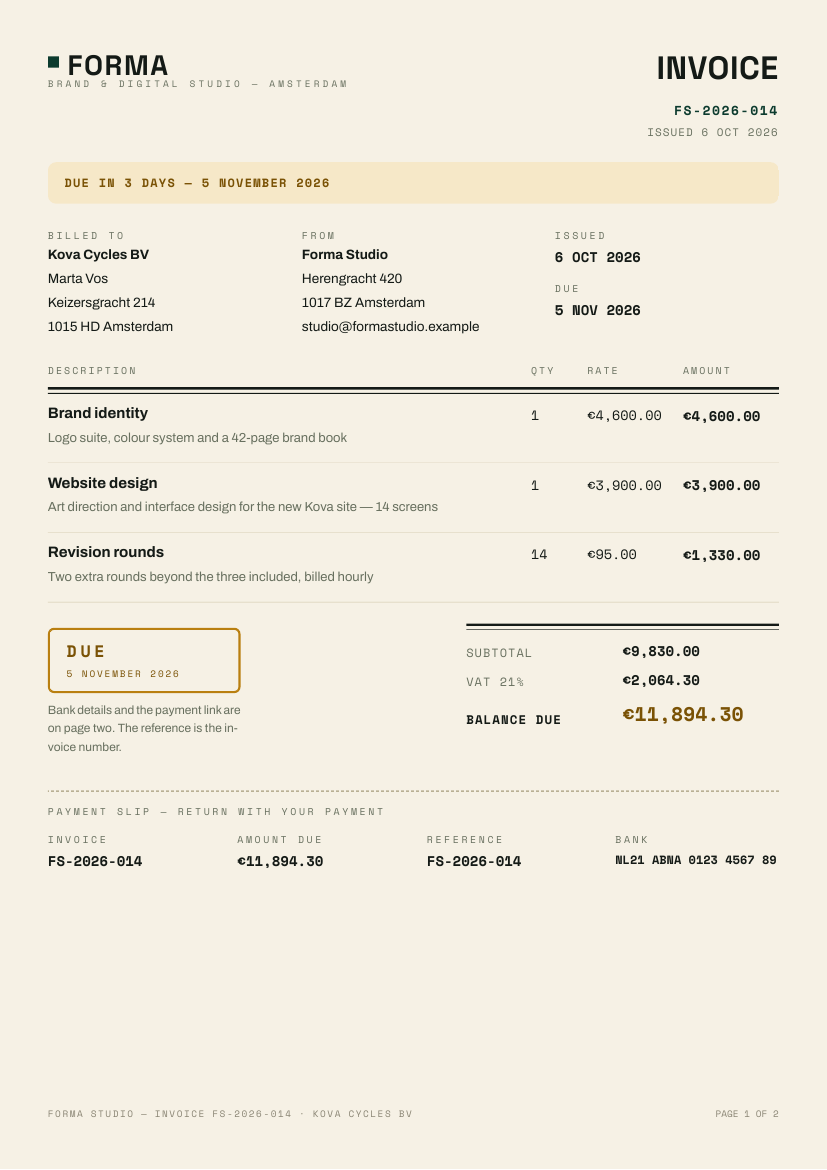 FORMA
BRAND & DIGITAL STUDIO — AMSTERDAM
INVOICE
FS-2026-014
ISSUED 6 OCT 2026
DUE IN 3 DAYS — 5 NOVEMBER 2026
BILLED TO
Kova Cycles BV
Marta Vos
Keizersgracht 214
1015 HD Amsterdam
FROM
Forma Studio
Herengracht 420
1017 BZ Amsterdam
studio@formastudio.example
ISSUED
6 OCT 2026
DUE
5 NOV 2026
DESCRIPTION QTY RATE AMOUNT
Brand identity 1 €4,600.00 €4,600.00
Logo suite, colour system and a 42-page brand book
Website design 1 €3,900.00 €3,900.00
Art direction and interface design for the new Kova site — 14 screens
Revision rounds 14 €95.00 €1,330.00
Two extra rounds beyond the three included, billed hourly
DUE
5 NOVEMBER 2026
Bank details and the payment link are
on page two. The reference is the in-
voice number.
SUBTOTAL €9,830.00
VAT 21% €2,064.30
BALANCE DUE €11,894.30
PAYMENT SLIP — RETURN WITH YOUR PAYMENT
INVOICE AMOUNT DUE REFERENCE BANK
FS-2026-014 €11,894.30 FS-2026-014 NL21 ABNA 0123 4567 89
FORMA STUDIO — INVOICE FS-2026-014 · KOVA CYCLES BV PAGE 1 OF 2